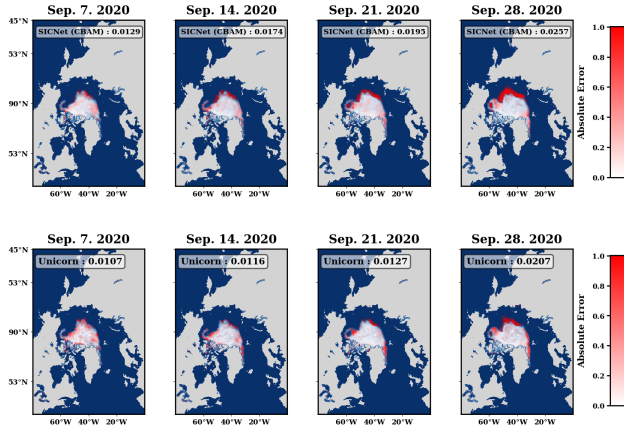 Sep. 7. 2020 Sep. 14. 2020 Sep. 21. 2020 Sep. 28. 2020
45°N
SICNet (CBAM) : 0.0129 SICNet (CBAM) : 0.0174 SICNet (CBAM) : 0.0195 SICNet (CBAM) : 0.0257
53°N
90°N
53°N
60°W 40°W 20°W 60°W 40°W 20°W 60°W 40°W 20°W 60°W 40°W 20°W
1.0
0.8
0.6
0.4
0.2
0.0
Absolute Error
Sep. 7. 2020 Sep. 14. 2020 Sep. 21. 2020 Sep. 28. 2020
45°N
Unicorn : 0.0107 Unicorn : 0.0116 Unicorn : 0.0127 Unicorn : 0.0207
53°N
90°N
53°N
60°W 40°W 20°W 60°W 40°W 20°W 60°W 40°W 20°W 60°W 40°W 20°W
1.0
0.8
0.6
0.4
0.2
0.0
Absolute Error